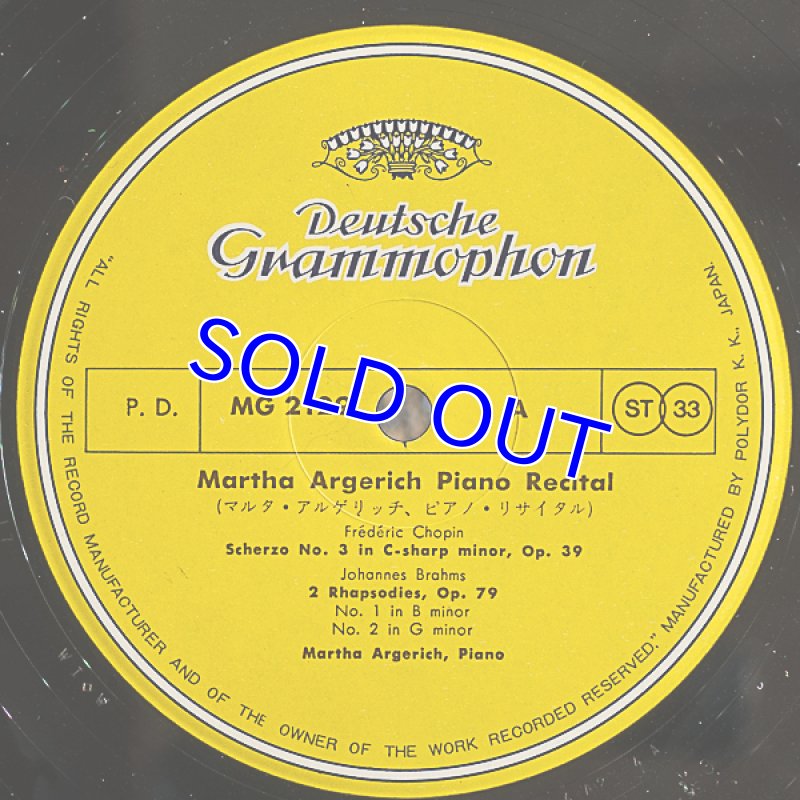 Deutsche
Grammophon
P. D.
MG
A
ST 33
SOLD OUT
Martha Argerich Piano Recital
(マルタ・アルゲリッチ、ピアノ・リサイタル)
Frédéric Chopin
Scherzo No. 3 in C-sharp minor, Op. 39
Johannes Brahms
2 Rhapsodies, Op. 79
No. 1 in B minor
No. 2 in G minor
Martha Argerich, Piano
"ALL RIGHTS OF THE RECORD MANUFACTURER AND OF THE OWNER OF THE WORK RECORDED RESERVED." MANUFACTURED BY POLYDOR K. K., JAPAN.